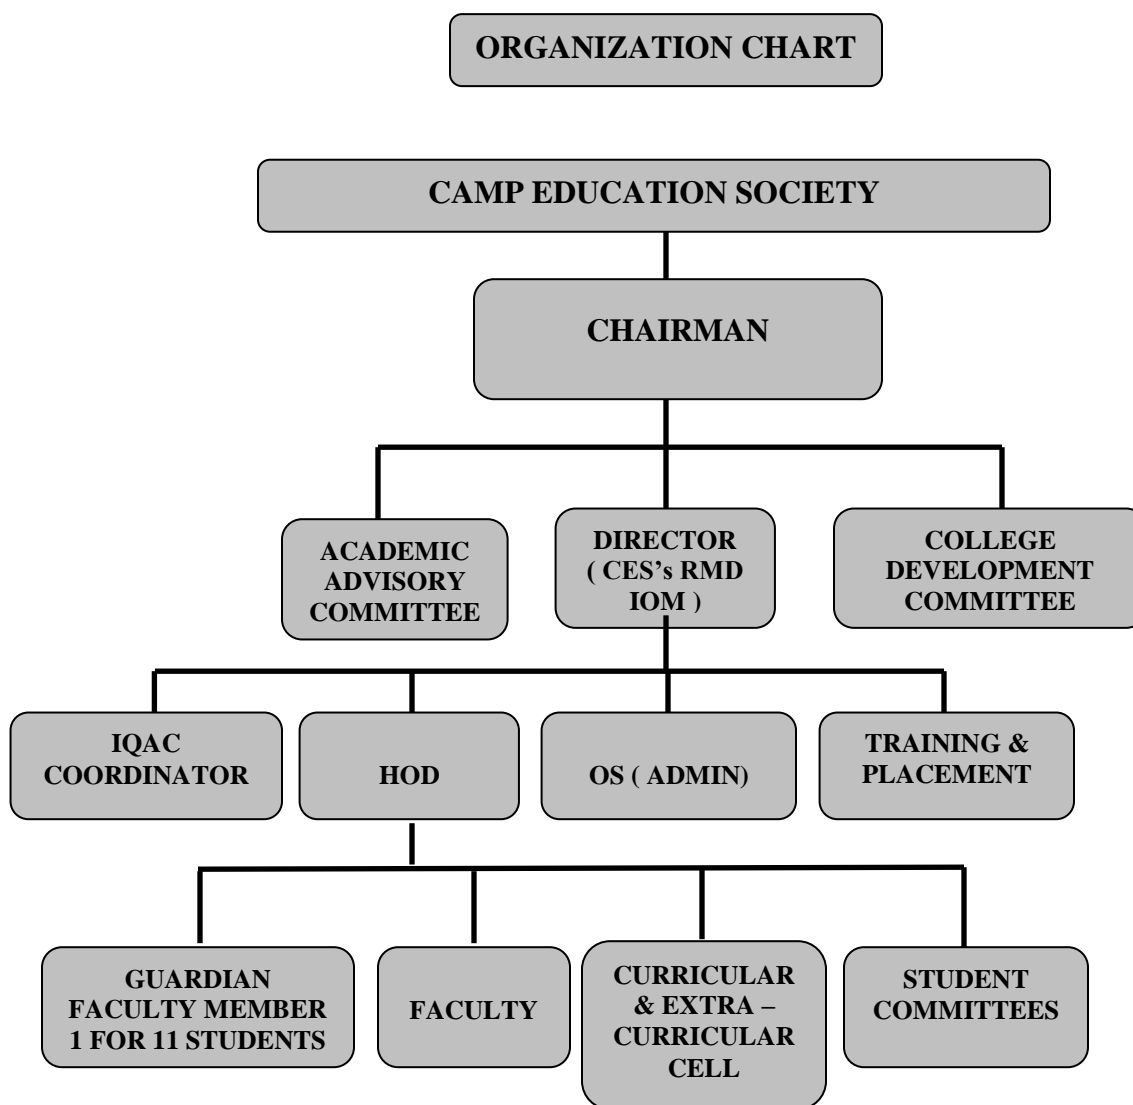 ORGANIZATION CHART
CAMP EDUCATION SOCIETY
CHAIRMAN
ACADEMIC
ADVISORY
COMMITTEE
DIRECTOR
( CES’s RMD
IOM )
COLLEGE
DEVELOPMENT
COMMITTEE
IQAC
COORDINATOR
HOD
OS ( ADMIN)
TRAINING &
PLACEMENT
GUARDIAN
FACULTY MEMBER
1 FOR 11 STUDENTS
FACULTY
CURRICULAR
& EXTRA –
CURRICULAR
CELL
STUDENT
COMMITTEES